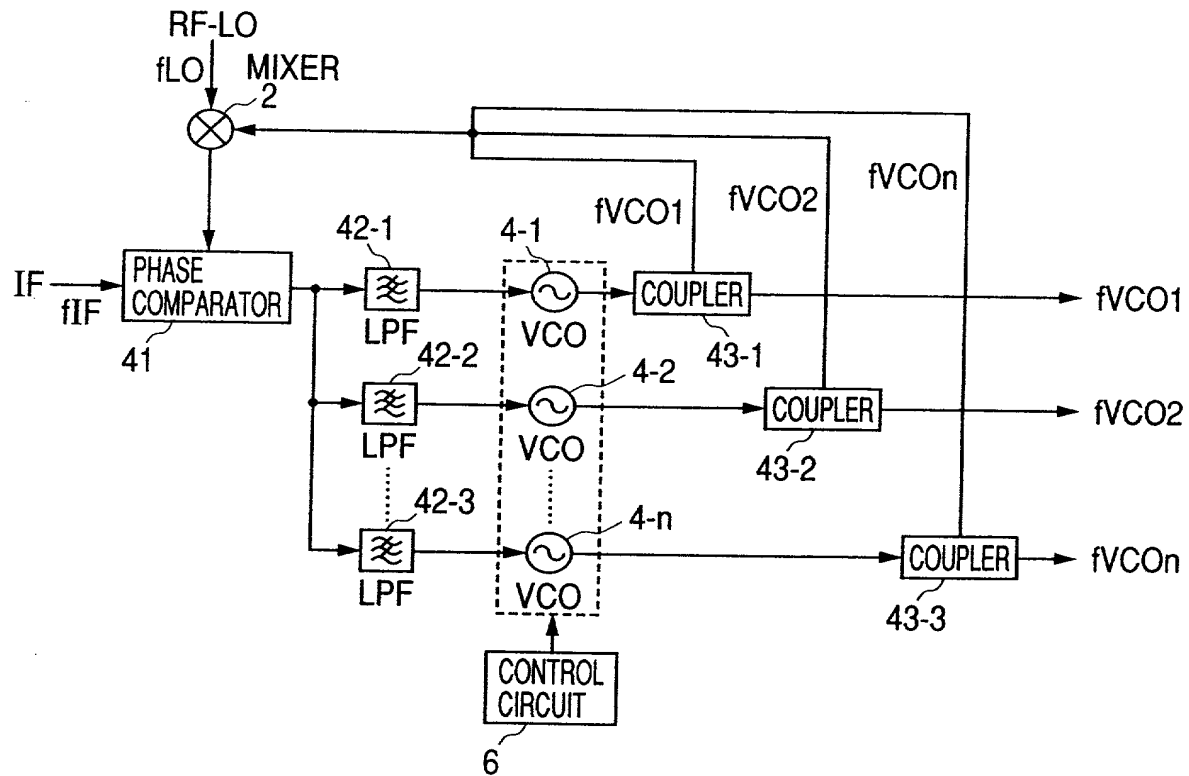 RF-LO
fLO
MIXER
2
fVCO1
fVCO2
fVCOn
IF
fIF
PHASE
COMPARATOR
41
42-1
LPF
4-1
VCO
COUPLER
43-1
fVCO1
42-2
LPF
4-2
VCO
COUPLER
43-2
fVCO2
42-3
LPF
4-n
VCO
COUPLER
43-3
fVCOn
CONTROL
CIRCUIT
6